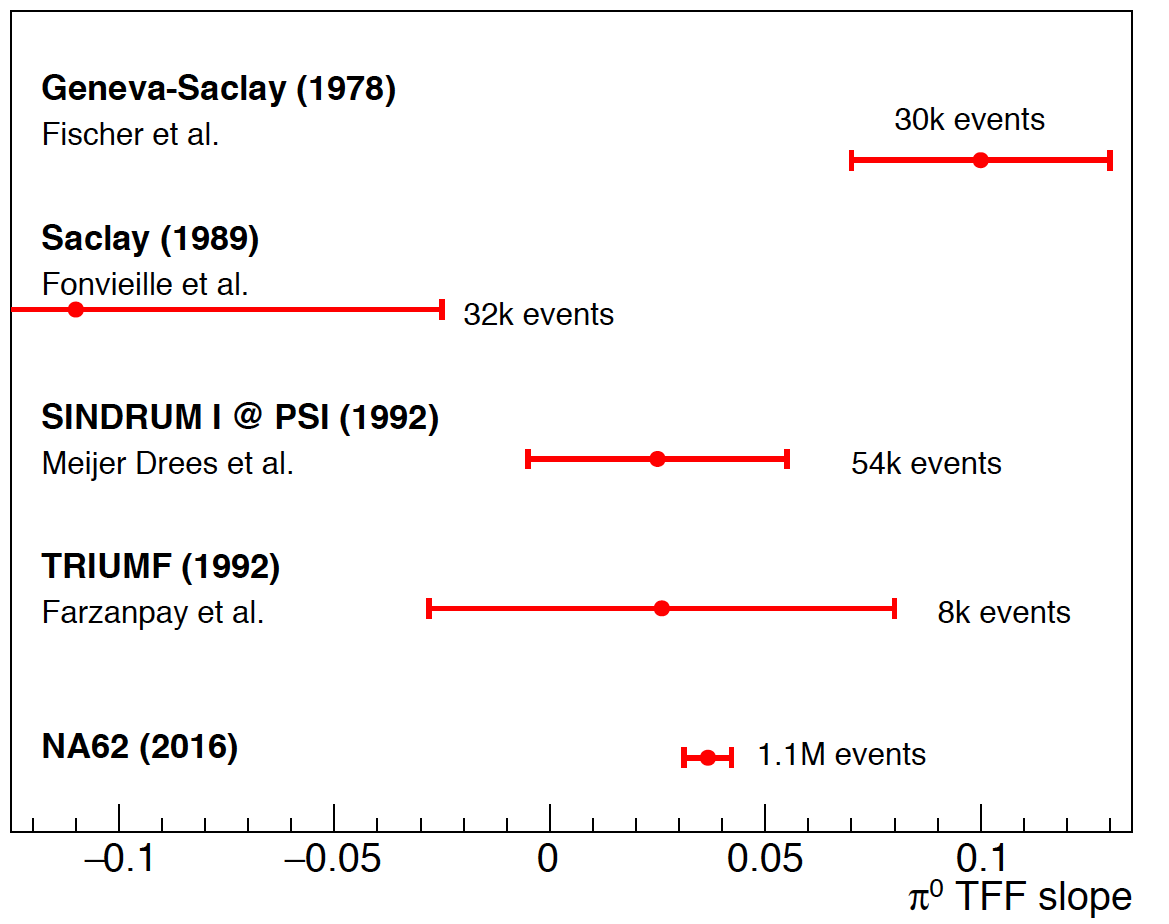 Geneva-Saclay (1978)
Fischer et al.
30k events
Saclay (1989)
Fonvieille et al.
32k events
SINDRUM I @ PSI (1992)
Meijer Drees et al.
54k events
TRIUMF (1992)
Farzanpay et al.
8k events
NA62 (2016)
1.1M events
–0.1 –0.05 0 0.05 0.1
π⁰ TFF slope